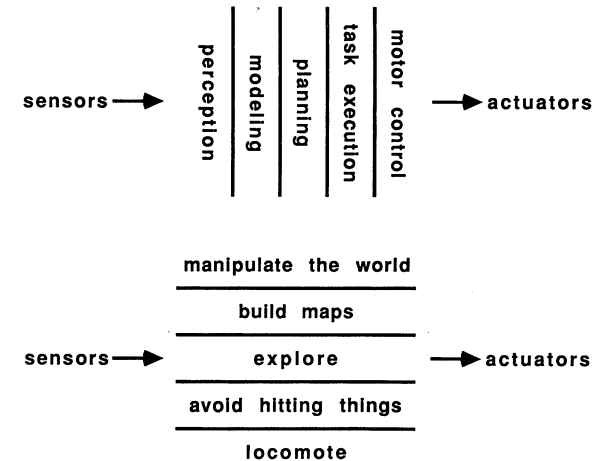 sensors
perception
modeling
planning
task execution
motor control
actuators
manipulate the world
build maps
sensors
explore
actuators
avoid hitting things
locomote